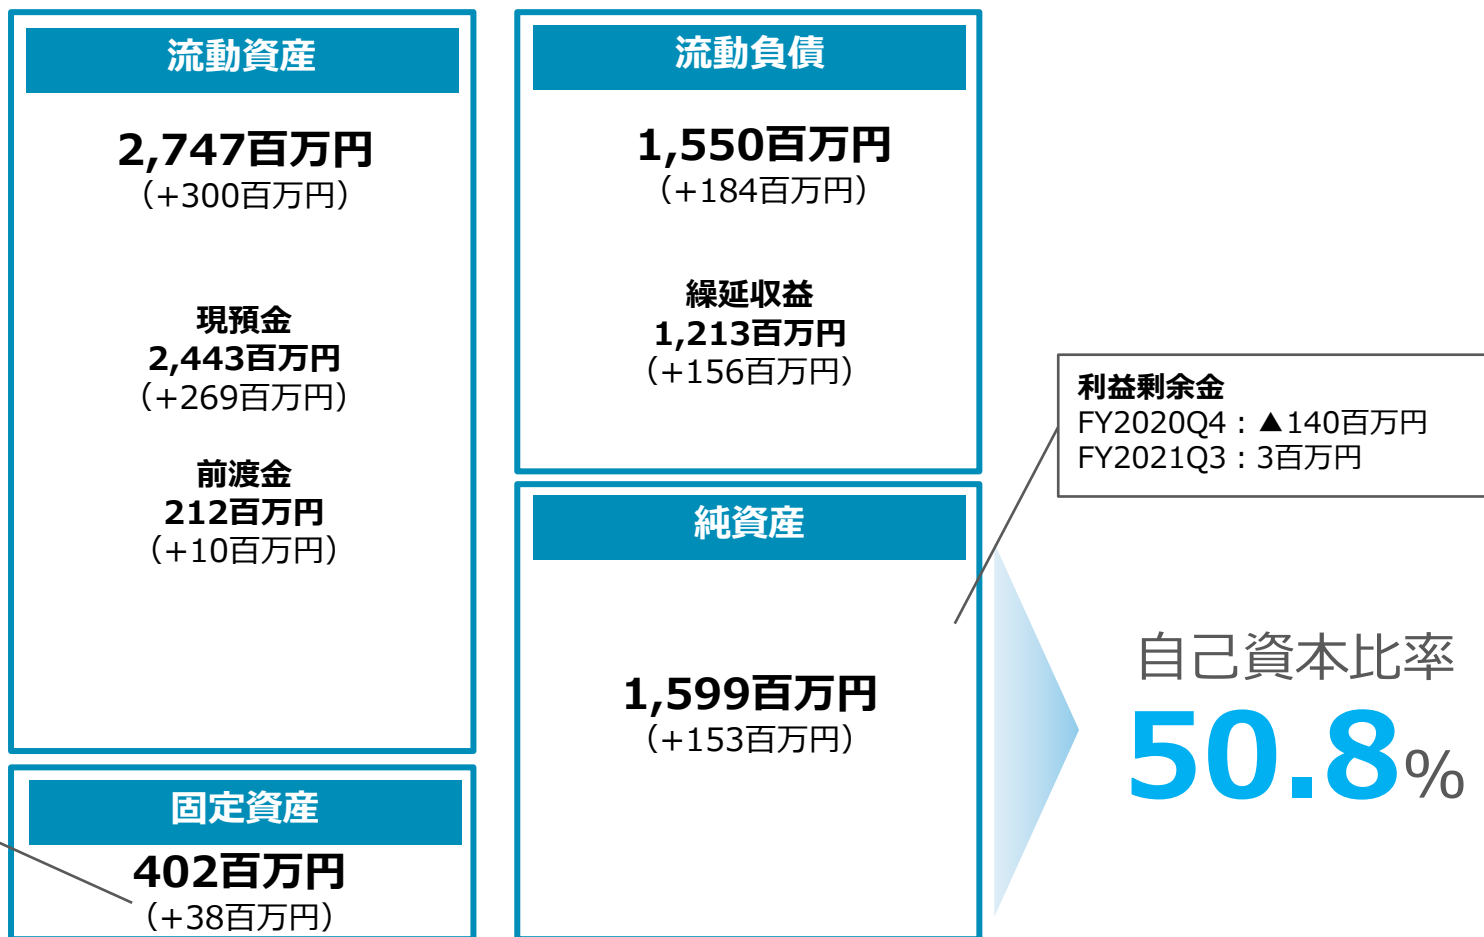 流動資産
2,747百万円
（+300百万円）
現預金
2,443百万円
（+269百万円）
前渡金
212百万円
（+10百万円）
固定資産
402百万円
（+38百万円）
流動負債
1,550百万円
（+184百万円）
繰延収益
1,213百万円
（+156百万円）
純資産
1,599百万円
（+153百万円）
利益剰余金
FY2020Q4：▲140百万円
FY2021Q3：3百万円
自己資本比率
50.8%